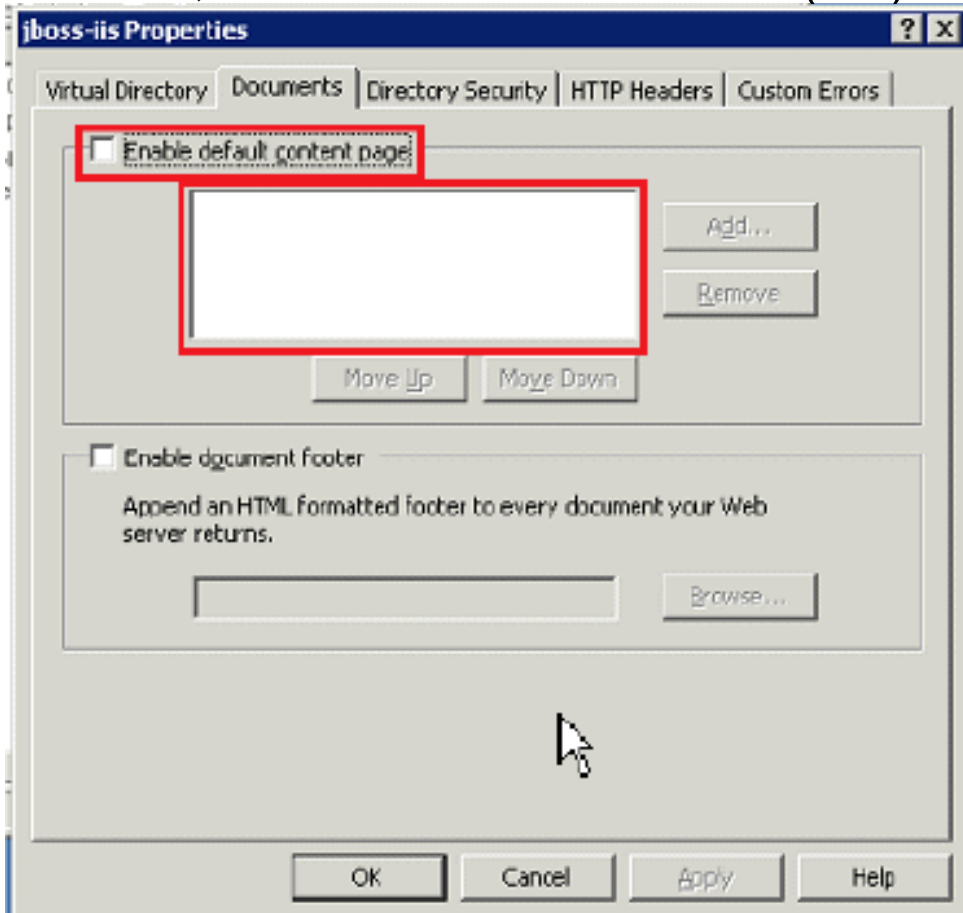 jboss-iis Properties
Virtual Directory Documents Directory Security HTTP Headers Custom Errors
Enable default content page
Add...
Remove
Move Up Move Down
Enable document footer
Append an HTML formatted footer to every document your Web
server returns.
Browse...
OK Cancel Apply Help